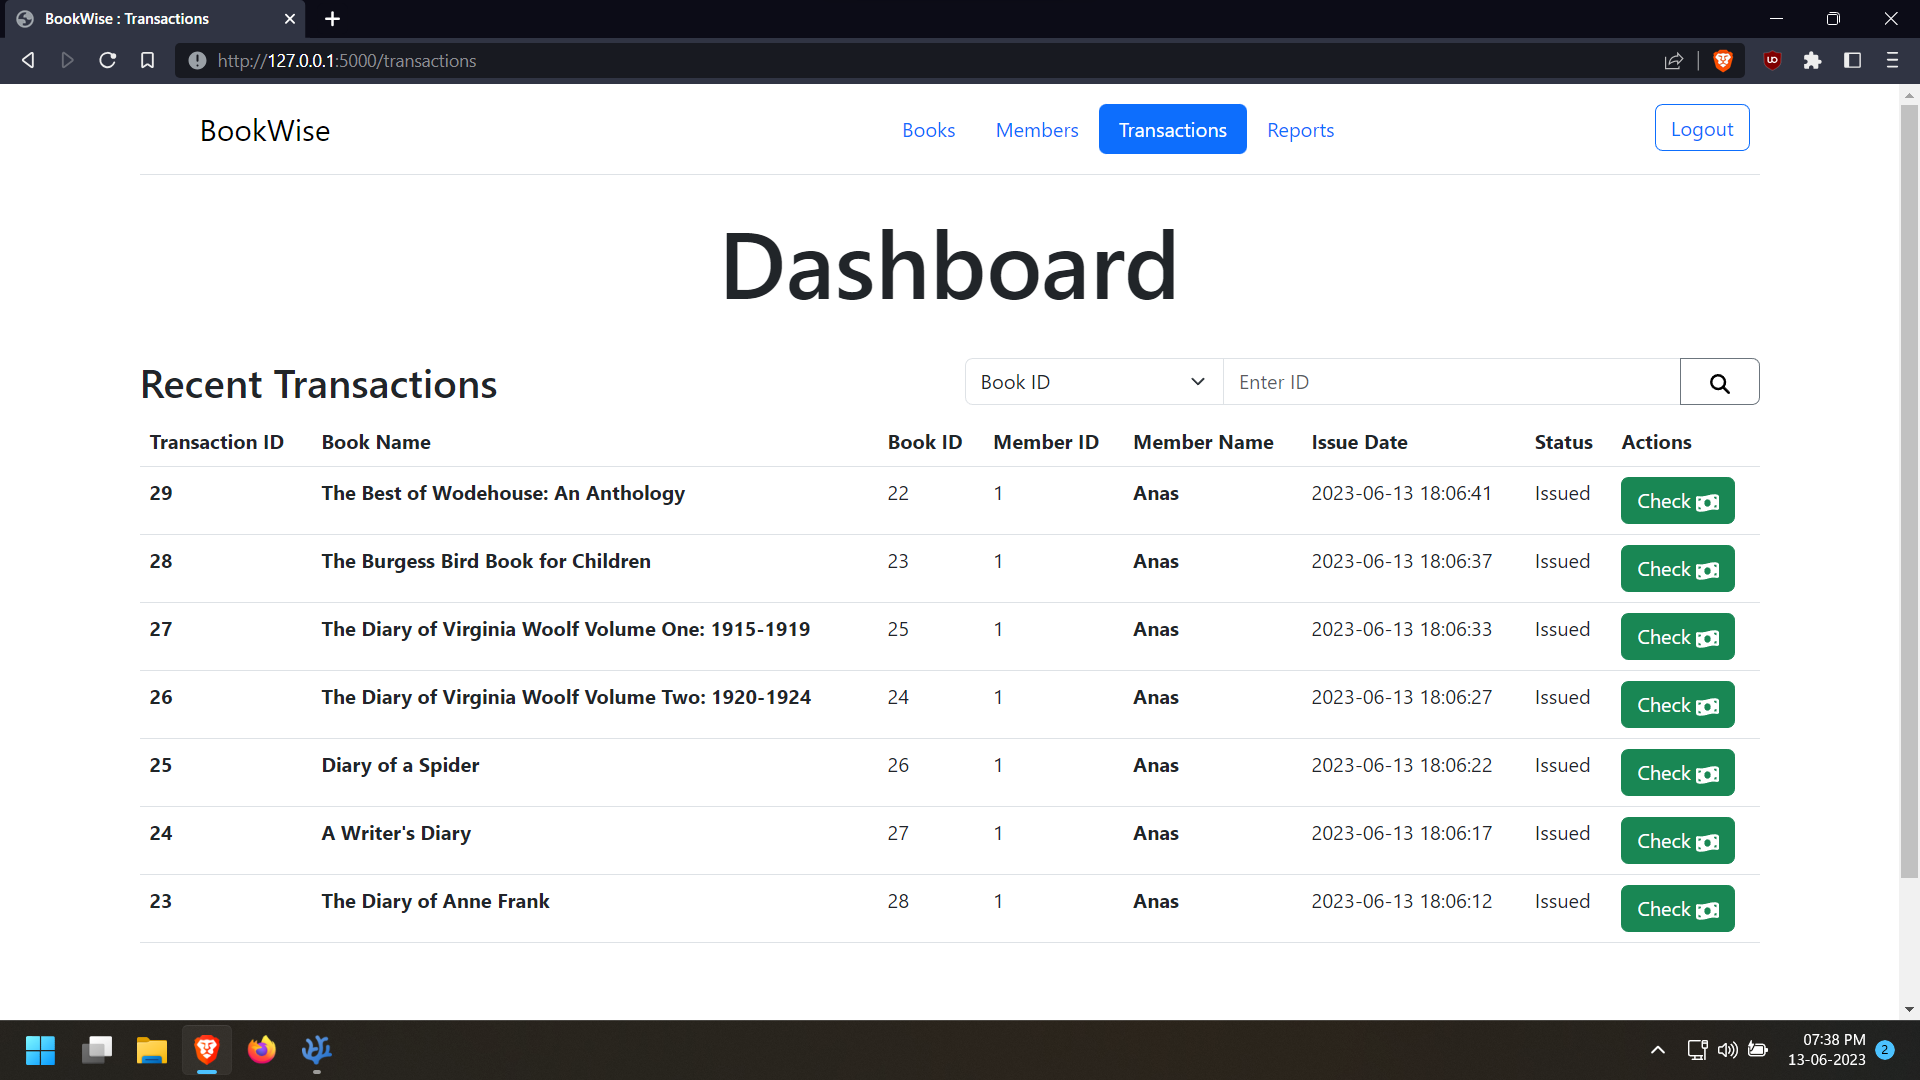 BookWise : Transactions
http://127.0.0.1:5000/transactions
BookWise
Books Members Transactions Reports Logout
Dashboard
Recent Transactions
Book ID Enter ID
Transaction ID Book Name Book ID Member ID Member Name Issue Date Status Actions
29 The Best of Wodehouse: An Anthology 22 1 Anas 2023-06-13 18:06:41 Issued Check
28 The Burgess Bird Book for Children 23 1 Anas 2023-06-13 18:06:37 Issued Check
27 The Diary of Virginia Woolf Volume One: 1915-1919 25 1 Anas 2023-06-13 18:06:33 Issued Check
26 The Diary of Virginia Woolf Volume Two: 1920-1924 24 1 Anas 2023-06-13 18:06:27 Issued Check
25 Diary of a Spider 26 1 Anas 2023-06-13 18:06:22 Issued Check
24 A Writer's Diary 27 1 Anas 2023-06-13 18:06:17 Issued Check
23 The Diary of Anne Frank 28 1 Anas 2023-06-13 18:06:12 Issued Check
07:38 PM
13-06-2023 2